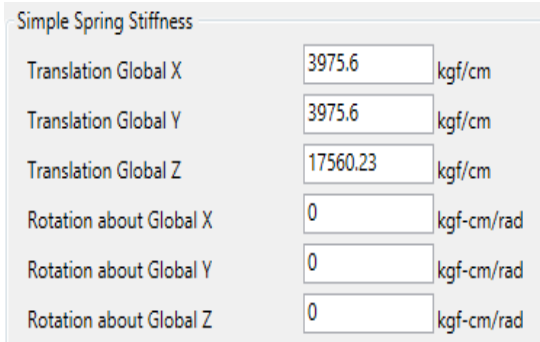 Simple Spring Stiffness
Translation Global X 3975.6 kgf/cm
Translation Global Y 3975.6 kgf/cm
Translation Global Z 17560.23 kgf/cm
Rotation about Global X 0 kgf-cm/rad
Rotation about Global Y 0 kgf-cm/rad
Rotation about Global Z 0 kgf-cm/rad